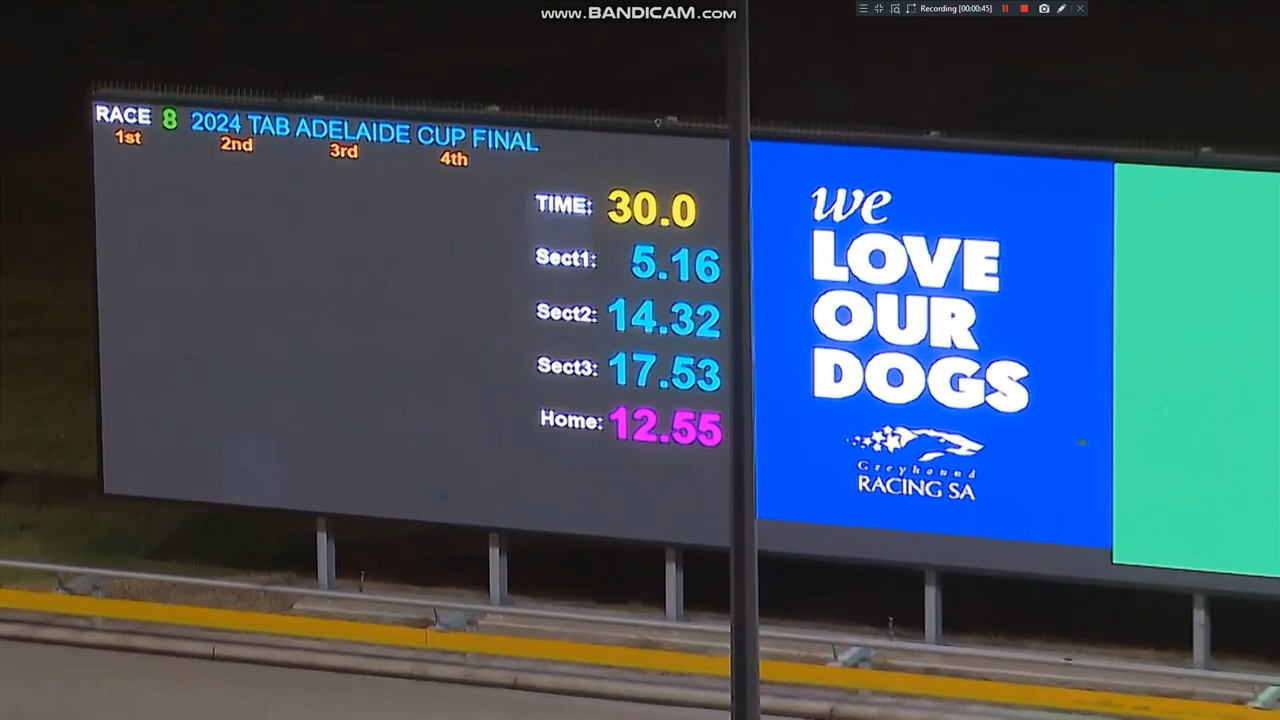 www.BANDICAM.com
Recording [00:00:45]
RACE 8 2024 TAB ADELAIDE CUP FINAL
1st 2nd 3rd 4th
TIME: 30.0
Sect1: 5.16
Sect2: 14.32
Sect3: 17.53
Home: 12.55
we
LOVE
OUR
DOGS
Greyhound
RACING SA